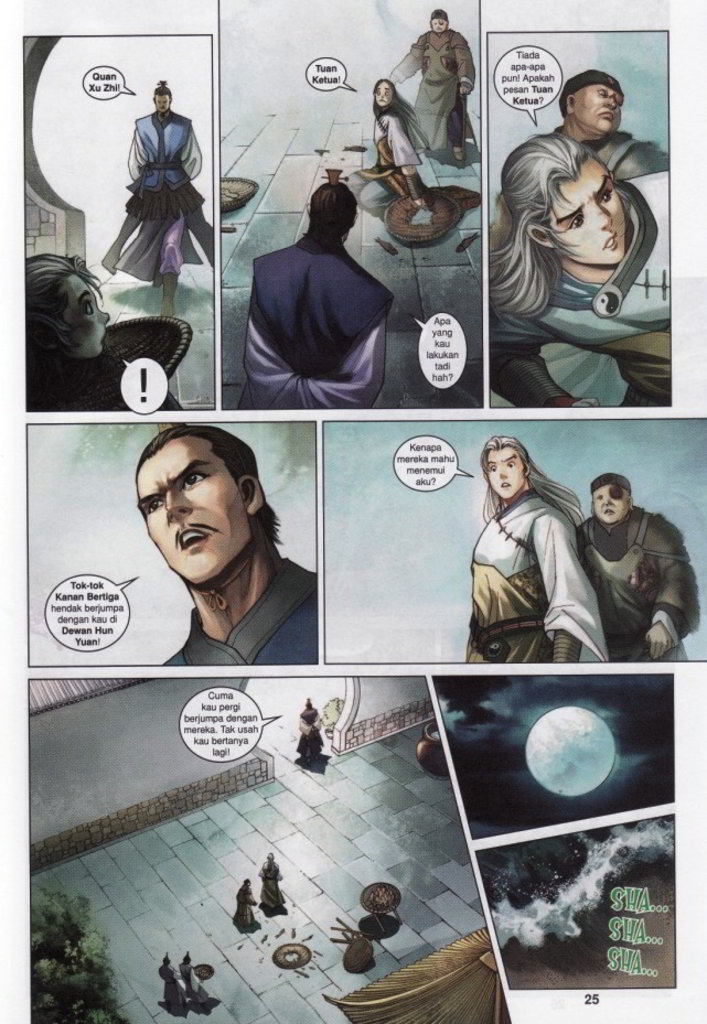 Quan
Xu Zhi!
!
Tuan
Ketua!
Apa
yang
kau
lakukan
tadi
hah?
Tiada
apa-apa
pun! Apakah
pesan Tuan
Ketua?
Tok-tok
Kanan Bertiga
hendak berjumpa
dengan kau di
Dewan Hun
Yuan!
Kenapa
mereka mahu
menemui
aku?
Cuma
kau pergi
berjumpa dengan
mereka. Tak usah
kau bertanya
lagi!
SHA...
SHA...
SHA...
25